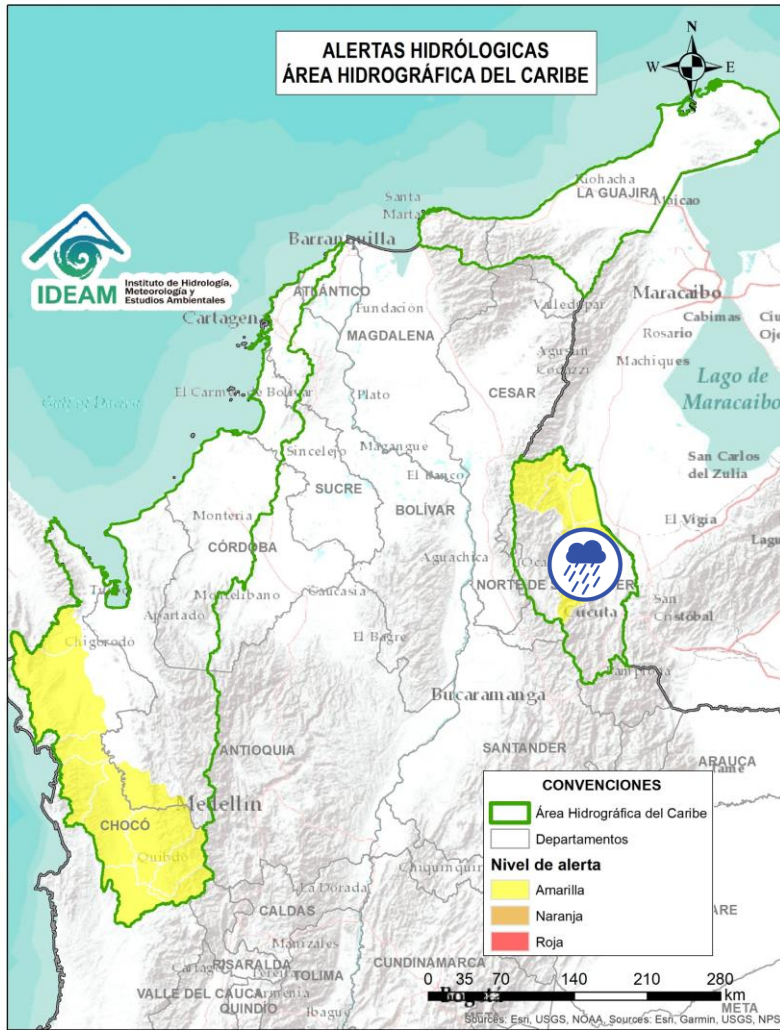 ALERTAS HIDRÓLOGICAS
ÁREA HIDROGRÁFICA DEL CARIBE
N
W
E
S
IDEAM
Instituto de Hidrología,
Meteorología y
Estudios Ambientales
Riohacha
LA GUAJIRA
Maicao
Santa
Marta
Barranquilla
ATLÁNTICO
Cartagena
Fundación
MAGDALENA
Valledupar
Maracaibo
Cabimas
Rosario
Machiques
Agustín
Codazzi
CESAR
Lago de
Maracaibo
El Carmen de Bolívar
Plato
Sincelejo
Magangué
SUCRE
El Banco
BOLÍVAR
San Carlos
del Zulia
El Vigía
Montería
CÓRDOBA
Aguachica
NORTE DE
Cúcuta
San
Cristóbal
Montelíbano
Caucasia
Apartado
El Bagre
Chigorodó
Bucaramanga
Pamplona
ANTIOQUIA
SANTANDER
ARAUCA
Medellín
CHOCÓ
Quibdó
La Dorada
CALDAS
Manizales
RISARALDA
Pereira
TOLIMA
CUNDINAMARCA
VALLE DEL CAUCA
Armenia
QUINDÍO
Ibagué
Bogotá
META
CONVENCIONES
Área Hidrográfica del Caribe
Departamentos
Nivel de alerta
Amarilla
Naranja
Roja
0 35 70 140 210 280
km
Sources: Esri, USGS, NOAA, Sources: Esri, Garmin, USGS, NPS